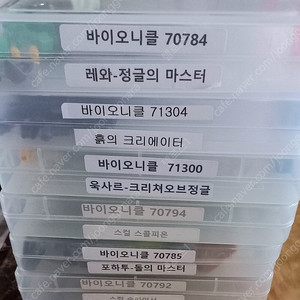 바이오니클 70784
레와-정글의 마스터
바이오니클 71304
흙의 크리에이터
바이오니클 71300
욱사르-크리쳐오브정글
바이오니클 70794
스컬 스콜피온
바이오니클 70785
포하투-돌의 마스터
바이오니클 70792
스컬